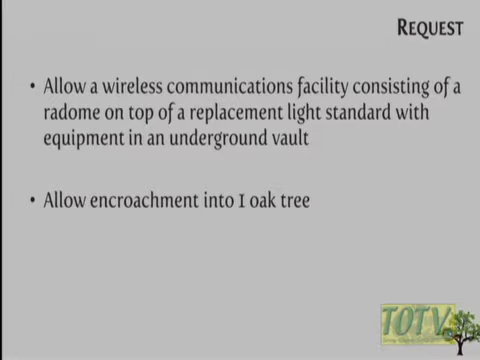 REQUEST
• Allow a wireless communications facility consisting of a
radome on top of a replacement light standard with
equipment in an underground vault
• Allow encroachment into 1 oak tree
TOTV